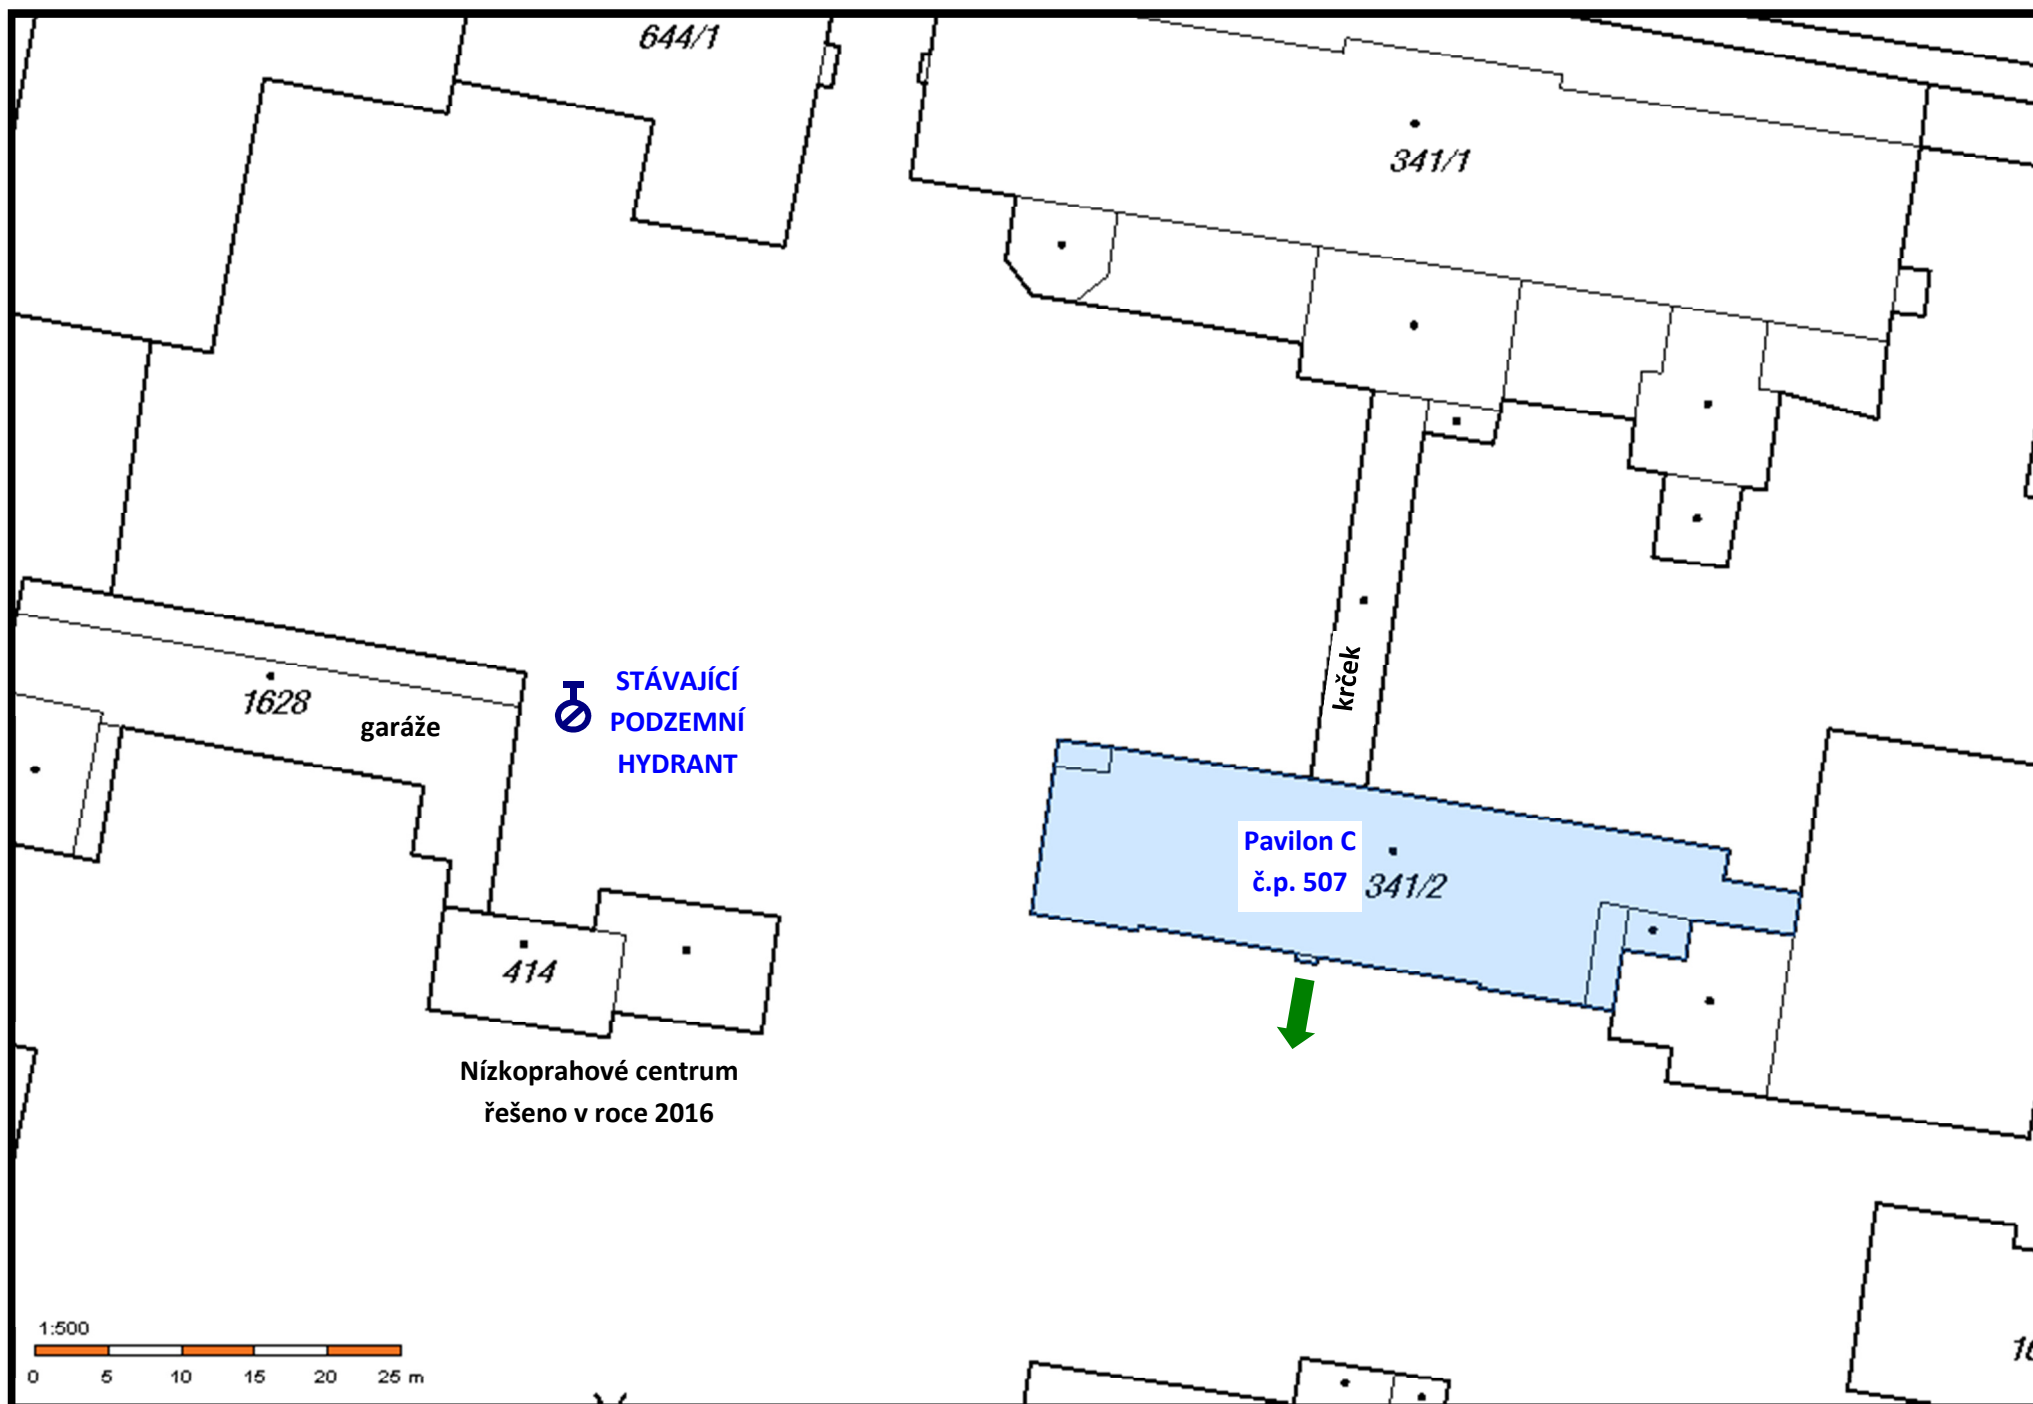 644/1
341/1
krček
STÁVAJÍCÍ
PODZEMNÍ
HYDRANT
1628
garáže
Pavilon C
č.p. 507
341/2
414
Nízkoprahové centrum
řešeno v roce 2016
1:500
0 5 10 15 20 25 m